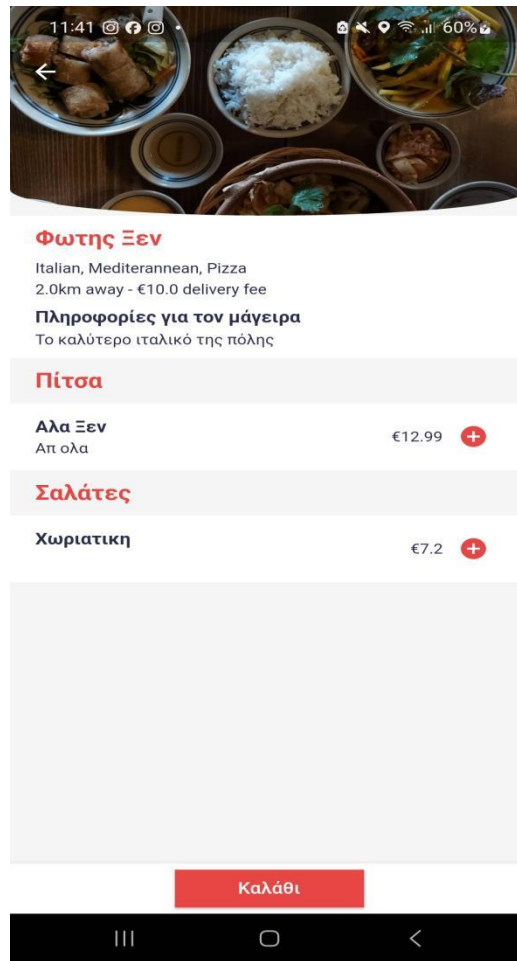 11:41
60%
Φωτης Ξεν
Italian, Mediterannean, Pizza
2.0km away - €10.0 delivery fee
Πληροφορίες για τον μάγειρα
Το καλύτερο ιταλικό της πόλης
Πίτσα
Αλα Ξεν
€12.99
Απ ολα
Σαλάτες
Χωριατικη
€7.2
Καλάθι